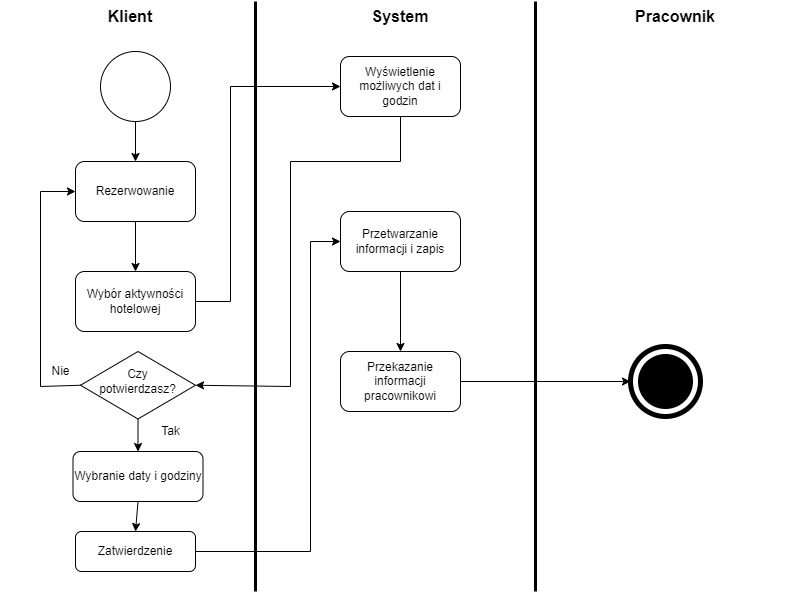 Klient
System
Pracownik
Wyświetlenie
możliwych dat i
godzin
Rezerwowanie
Przetwarzanie
informacji i zapis
Wybór aktywności
hotelowej
Nie
Czy
potwierdzasz?
Przekazanie
informacji
pracownikowi
Tak
Wybranie daty i godziny
Zatwierdzenie